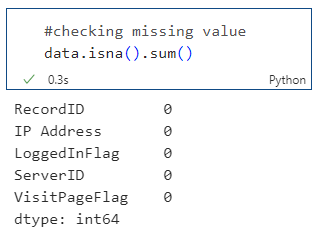 #checking missing value
data.isna().sum()
✓ 0.3s Python
RecordID 0
IP Address 0
LoggedInFlag 0
ServerID 0
VisitPageFlag 0
dtype: int64